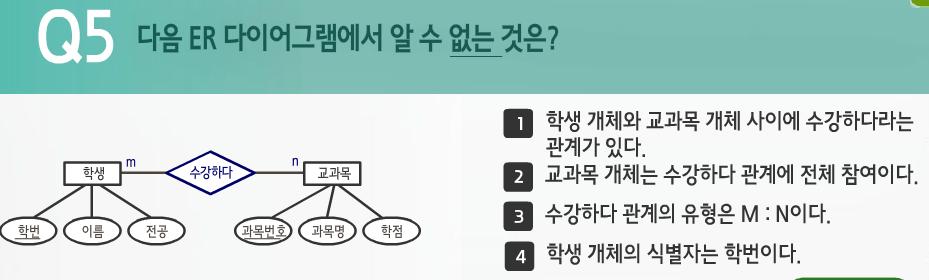 Q5 다음 ER 다이어그램에서 알 수 없는 것은?
1 학생 개체와 교과목 개체 사이에 수강하다라는
관계가 있다.
2 교과목 개체는 수강하다 관계에 전체 참여이다.
3 수강하다 관계의 유형은 M : N이다.
4 학생 개체의 식별자는 학번이다.
학생 m 수강하다 n 교과목
학번 이름 전공 과목번호 과목명 학점